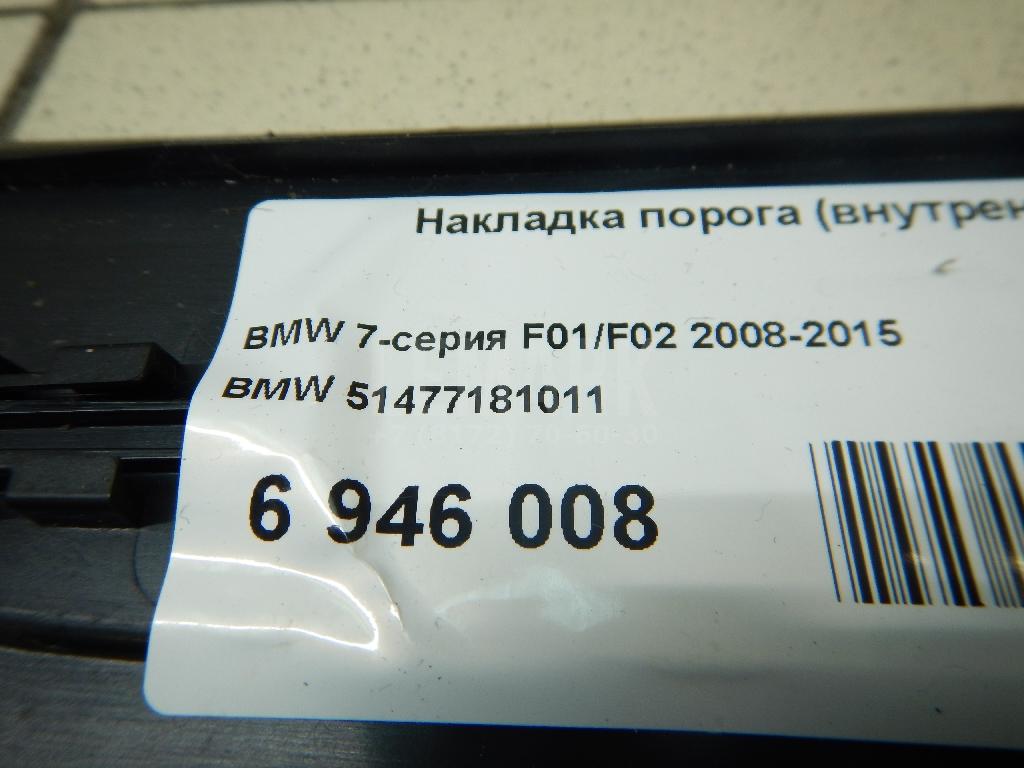 Накладка порога (внутрен
BMW 7-серия F01/F02 2008-2015
BMW 51477181011
6 946 008